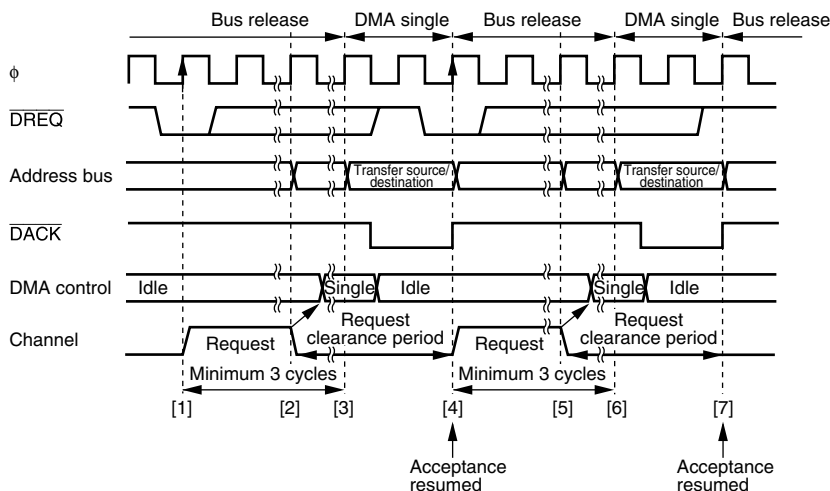 Bus release DMA single Bus release DMA single Bus release
φ
DREQ
Address bus Transfer source/ destination Transfer source/ destination
DACK
DMA control Idle Single Idle Single Idle
Channel Request Request clearance period Request Request clearance period
Minimum 3 cycles Minimum 3 cycles
[1] [2] [3] [4] [5] [6] [7]
Acceptance resumed Acceptance resumed